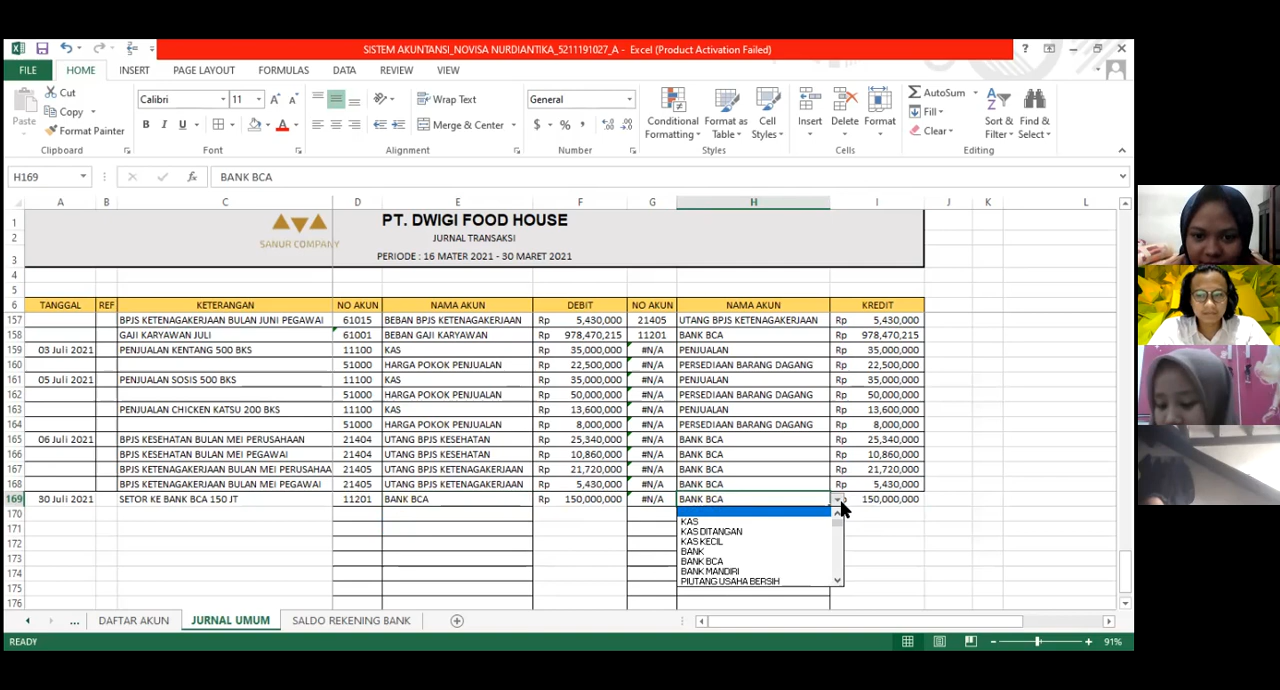 SISTEM AKUNTANSI_NOVISA NURDIANTIKA_5211191027_A - Excel (Product Activation Failed)
FILE HOME INSERT PAGE LAYOUT FORMULAS DATA REVIEW VIEW
Cut
Copy
Format Painter
Paste
Clipboard
Calibri 11
B I U
Font
Wrap Text
Merge & Center
Alignment
General
$ % ,
Number
Conditional Formatting
Format as Table
Cell Styles
Styles
Insert Delete Format
Cells
AutoSum
Fill
Clear
Sort & Filter
Find & Select
Editing
H169 fx BANK BCA
A B C D E F G H I J K L
1 PT. DWIGI FOOD HOUSE
SANUR COMPANY
2 JURNAL TRANSAKSI
3 PERIODE : 16 MATER 2021 - 30 MARET 2021
4
5
6 TANGGAL REF KETERANGAN NO AKUN NAMA AKUN DEBIT NO AKUN NAMA AKUN KREDIT
157 BPJS KETENAGAKERJAAN BULAN JUNI PEGAWAI 61015 BEBAN BPJS KETENAGAKERJAAN Rp 5,430,000 21405 UTANG BPJS KETENAGAKERJAAN Rp 5,430,000
158 GAJI KARYAWAN JULI 61001 BEBAN GAJI KARYAWAN Rp 978,470,215 11201 BANK BCA Rp 978,470,215
159 03 Juli 2021 PENJUALAN KENTANG 500 BKS 11100 KAS Rp 35,000,000 #N/A PENJUALAN Rp 35,000,000
160 51000 HARGA POKOK PENJUALAN Rp 22,500,000 #N/A PERSEDIAAN BARANG DAGANG Rp 22,500,000
161 05 Juli 2021 PENJUALAN SOSIS 500 BKS 11100 KAS Rp 35,000,000 #N/A PENJUALAN Rp 35,000,000
162 51000 HARGA POKOK PENJUALAN Rp 50,000,000 #N/A PERSEDIAAN BARANG DAGANG Rp 50,000,000
163 PENJUALAN CHICKEN KATSU 200 BKS 11100 KAS Rp 13,600,000 #N/A PENJUALAN Rp 13,600,000
164 51000 HARGA POKOK PENJUALAN Rp 8,000,000 #N/A PERSEDIAAN BARANG DAGANG Rp 8,000,000
165 06 Juli 2021 BPJS KESEHATAN BULAN MEI PERUSAHAAN 21404 UTANG BPJS KESEHATAN Rp 25,340,000 #N/A BANK BCA Rp 25,340,000
166 BPJS KESEHATAN BULAN MEI PEGAWAI 21404 UTANG BPJS KESEHATAN Rp 10,860,000 #N/A BANK BCA Rp 10,860,000
167 BPJS KETENAGAKERJAAN BULAN MEI PERUSAHAA 21405 UTANG BPJS KETENAGAKERJAAN Rp 21,720,000 #N/A BANK BCA Rp 21,720,000
168 BPJS KETENAGAKERJAAN BULAN MEI PEGAWAI 21405 UTANG BPJS KETENAGAKERJAAN Rp 5,430,000 #N/A BANK BCA Rp 5,430,000
169 30 Juli 2021 SETOR KE BANK BCA 150 JT 11201 BANK BCA Rp 150,000,000 #N/A BANK BCA 150,000,000
170
171 KAS
KAS DITANGAN
172 KAS KECIL
BANK
173 BANK BCA
174 BANK MANDIRI
PIUTANG USAHA BERSIH
175
176
... DAFTAR AKUN JURNAL UMUM SALDO REKENING BANK
READY 91%